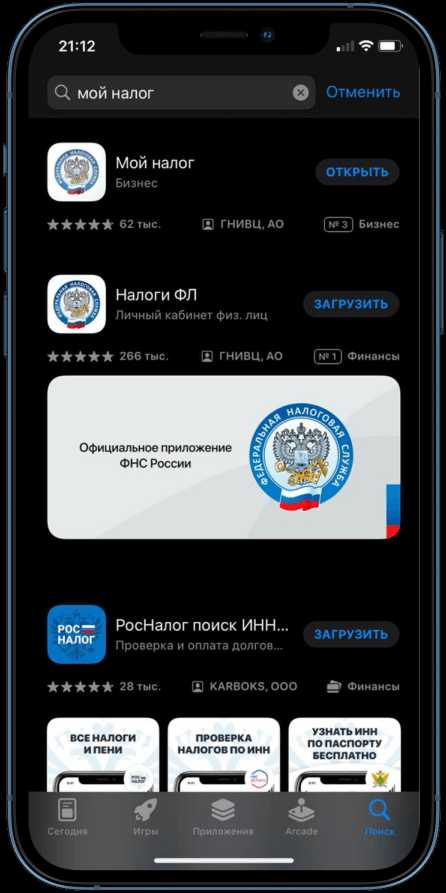 21:12
мой налог
Отменить
Мой налог
Бизнес
ОТКРЫТЬ
62 тыс.
ГНИВЦ, АО
№ 3 Бизнес
Налоги ФЛ
Личный кабинет физ. лиц
ЗАГРУЗИТЬ
266 тыс.
ГНИВЦ, АО
№ 1 Финансы
Официальное приложение
ФНС России
ФЕДЕРАЛЬНАЯ НАЛОГОВАЯ СЛУЖБА
РОС
НАЛОГ
РосНалог поиск ИНН...
Проверка и оплата долгов...
ЗАГРУЗИТЬ
28 тыс.
KARBOKS, OOO
Финансы
ВСЕ НАЛОГИ
И ПЕНИ
ПРОВЕРКА
НАЛОГОВ ПО ИНН
УЗНАТЬ ИНН
ПО ПАСПОРТУ
БЕСПЛАТНО
Сегодня
Игры
Приложения
Arcade
Поиск